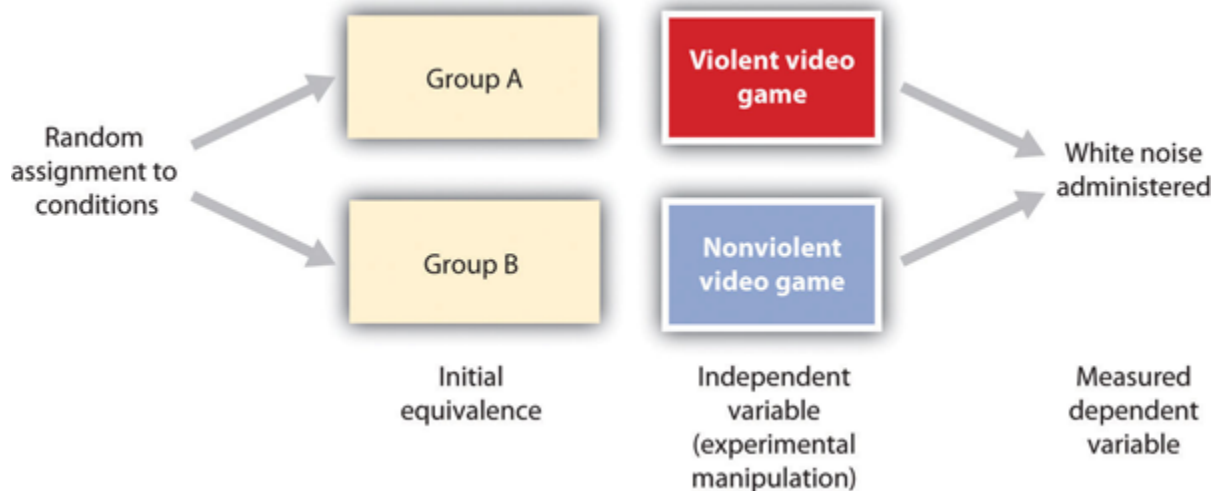 Random
assignment to
conditions
Group A
Group B
Violent video
game
Nonviolent
video game
White noise
administered
Initial
equivalence
Independent
variable
(experimental
manipulation)
Measured
dependent
variable